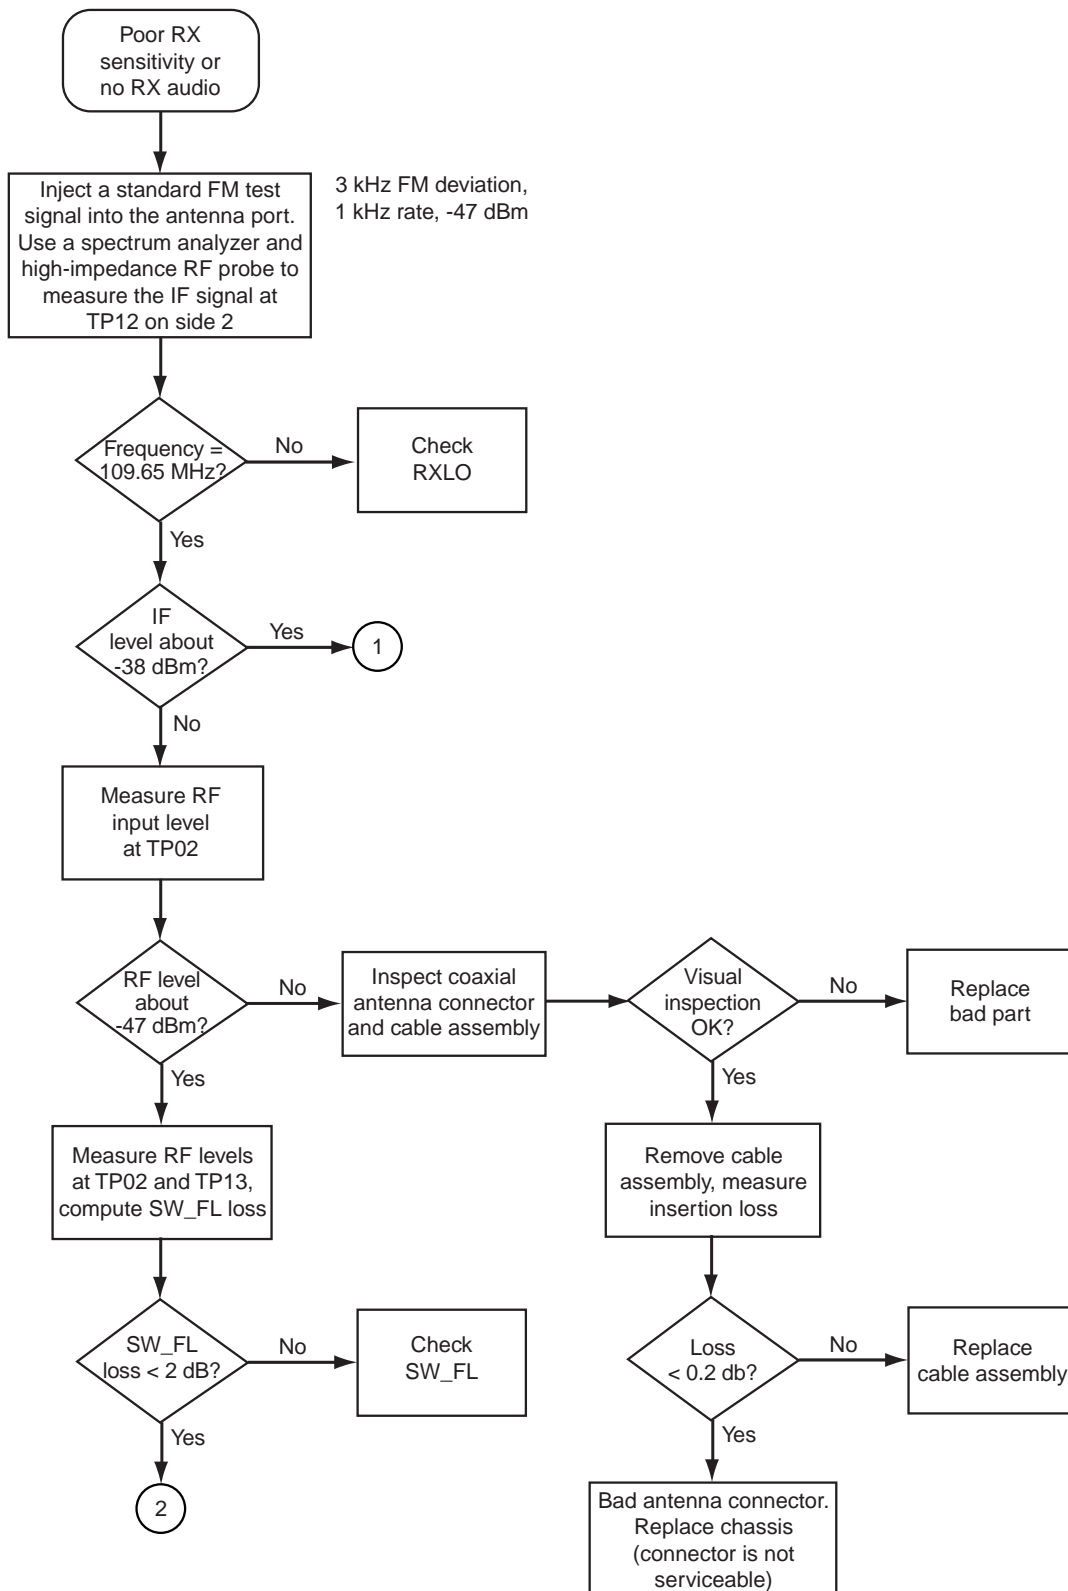 Poor RX
sensitivity or
no RX audio
Inject a standard FM test
signal into the antenna port.
Use a spectrum analyzer and
high-impedance RF probe to
measure the IF signal at
TP12 on side 2
3 kHz FM deviation,
1 kHz rate, -47 dBm
Frequency =
109.65 MHz?
No
Check
RXLO
Yes
IF
level about
-38 dBm?
Yes
1
No
Measure RF
input level
at TP02
RF level
about
-47 dBm?
No
Inspect coaxial
antenna connector
and cable assembly
Visual
inspection
OK?
No
Replace
bad part
Yes
Yes
Measure RF levels
at TP02 and TP13,
compute SW_FL loss
Remove cable
assembly, measure
insertion loss
SW_FL
loss < 2 dB?
No
Check
SW_FL
Loss
< 0.2 db?
No
Replace
cable assembly
Yes
Yes
2
Bad antenna connector.
Replace chassis
(connector is not
serviceable)